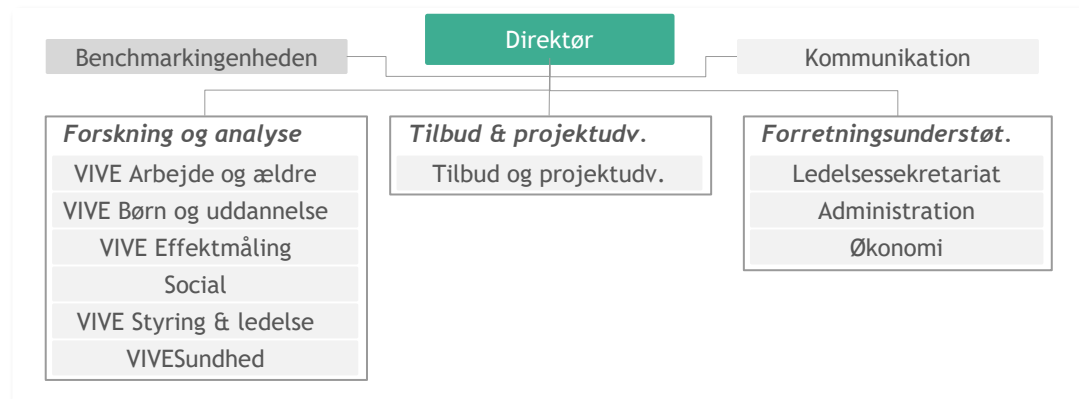 Direktør
Benchmarkingenheden
Kommunikation
Forskning og analyse
VIVE Arbejde og ældre
VIVE Børn og uddannelse
VIVE Effektmåling
Social
VIVE Styring & ledelse
VIVESundhed
Tilbud & projektudv.
Tilbud og projektudv.
Forretningsunderstøt.
Ledelsessekretariat
Administration
Økonomi